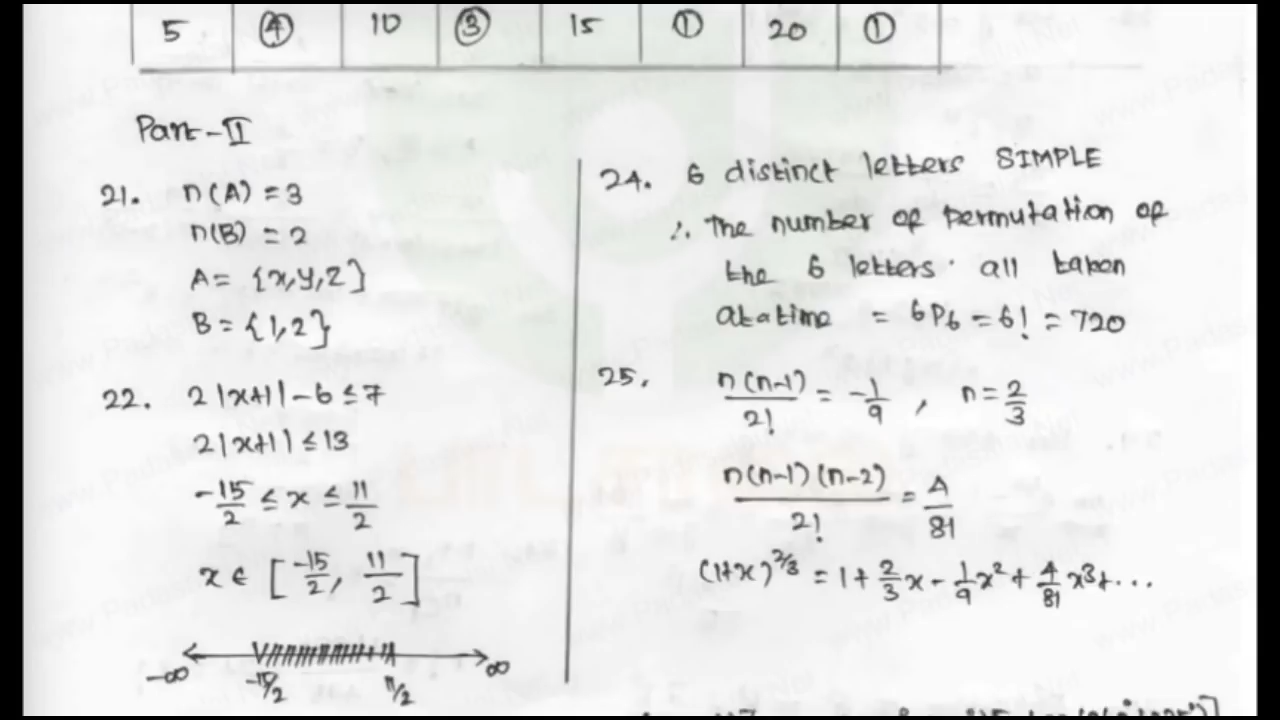 5 ④ 10 ③ 15 ① 20 ①
Part-II
21. n(A) = 3
n(B) = 2
A = {x,y,z}
B = {1,2}
22. 2|x+1| - 6 ≤ 7
2|x+1| ≤ 13
-15/2 ≤ x ≤ 11/2
x ∈ [-15/2, 11/2]
-∞ -15/2 11/2 ∞
24. 6 distinct letters SIMPLE
∴ The number of permutation of
the 6 letters all taken
at a time = 6P6 = 6! = 720
25. n(n-1)/2! = -1/9 , n = 2/3
n(n-1)(n-2)/2! = 4/81
(1+x)^2/3 = 1 + 2/3 x - 1/9 x² + 4/81 x³ + ...